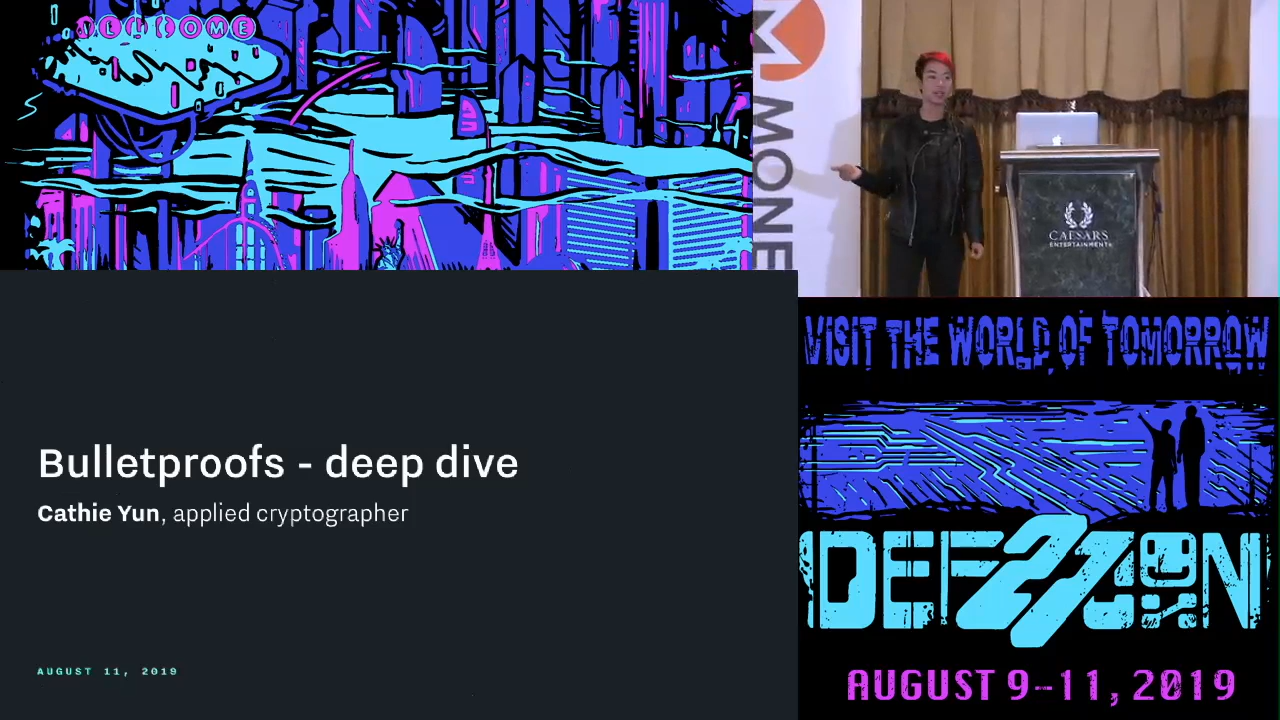 WELCOME
MONE
CAESARS
ENTERTAINMENT
Bulletproofs - deep dive
Cathie Yun, applied cryptographer
AUGUST 11, 2019
VISIT THE WORLD OF TOMORROW
DEF 27 CON
AUGUST 9-11, 2019